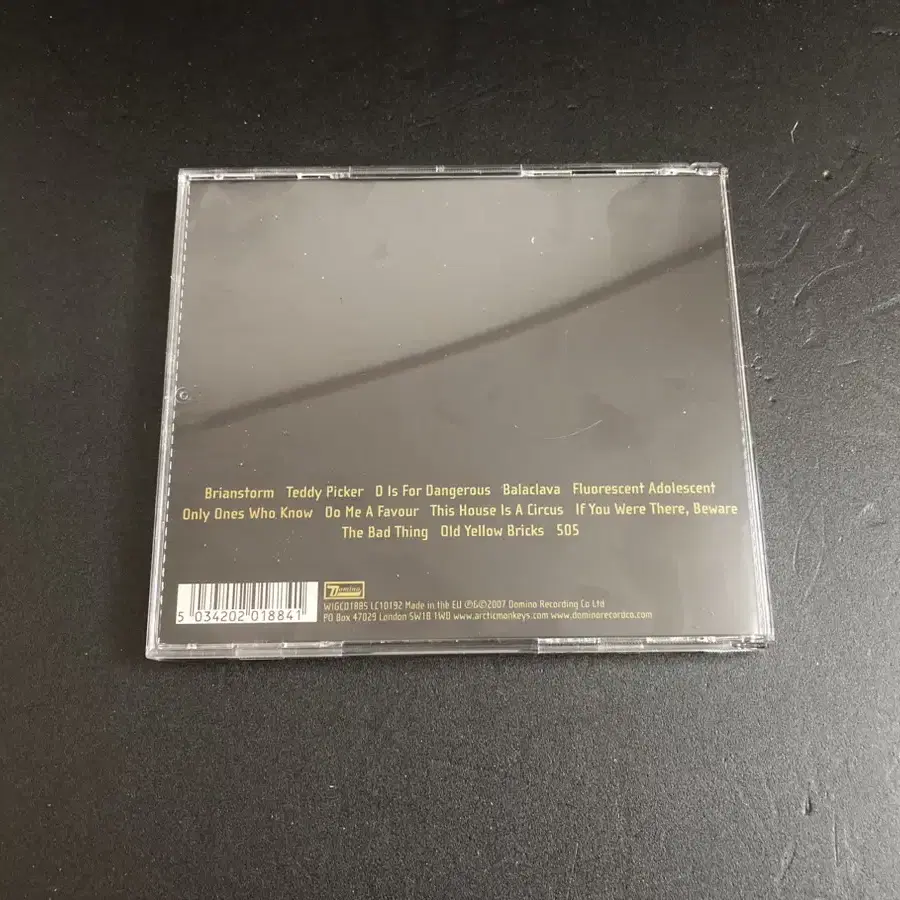 Brianstorm Teddy Picker D Is For Dangerous Balaclava Fluorescent Adolescent
Only Ones Who Know Do Me A Favour This House Is A Circus If You Were There, Beware
The Bad Thing Old Yellow Bricks 505
Domino
WIGCD188S LC10192 Made in the EU ℗&©2007 Domino Recording Co Ltd
PO Box 47029 London SW18 1WD www.arcticmonkeys.com www.dominorecordco.com
5 034202 018841